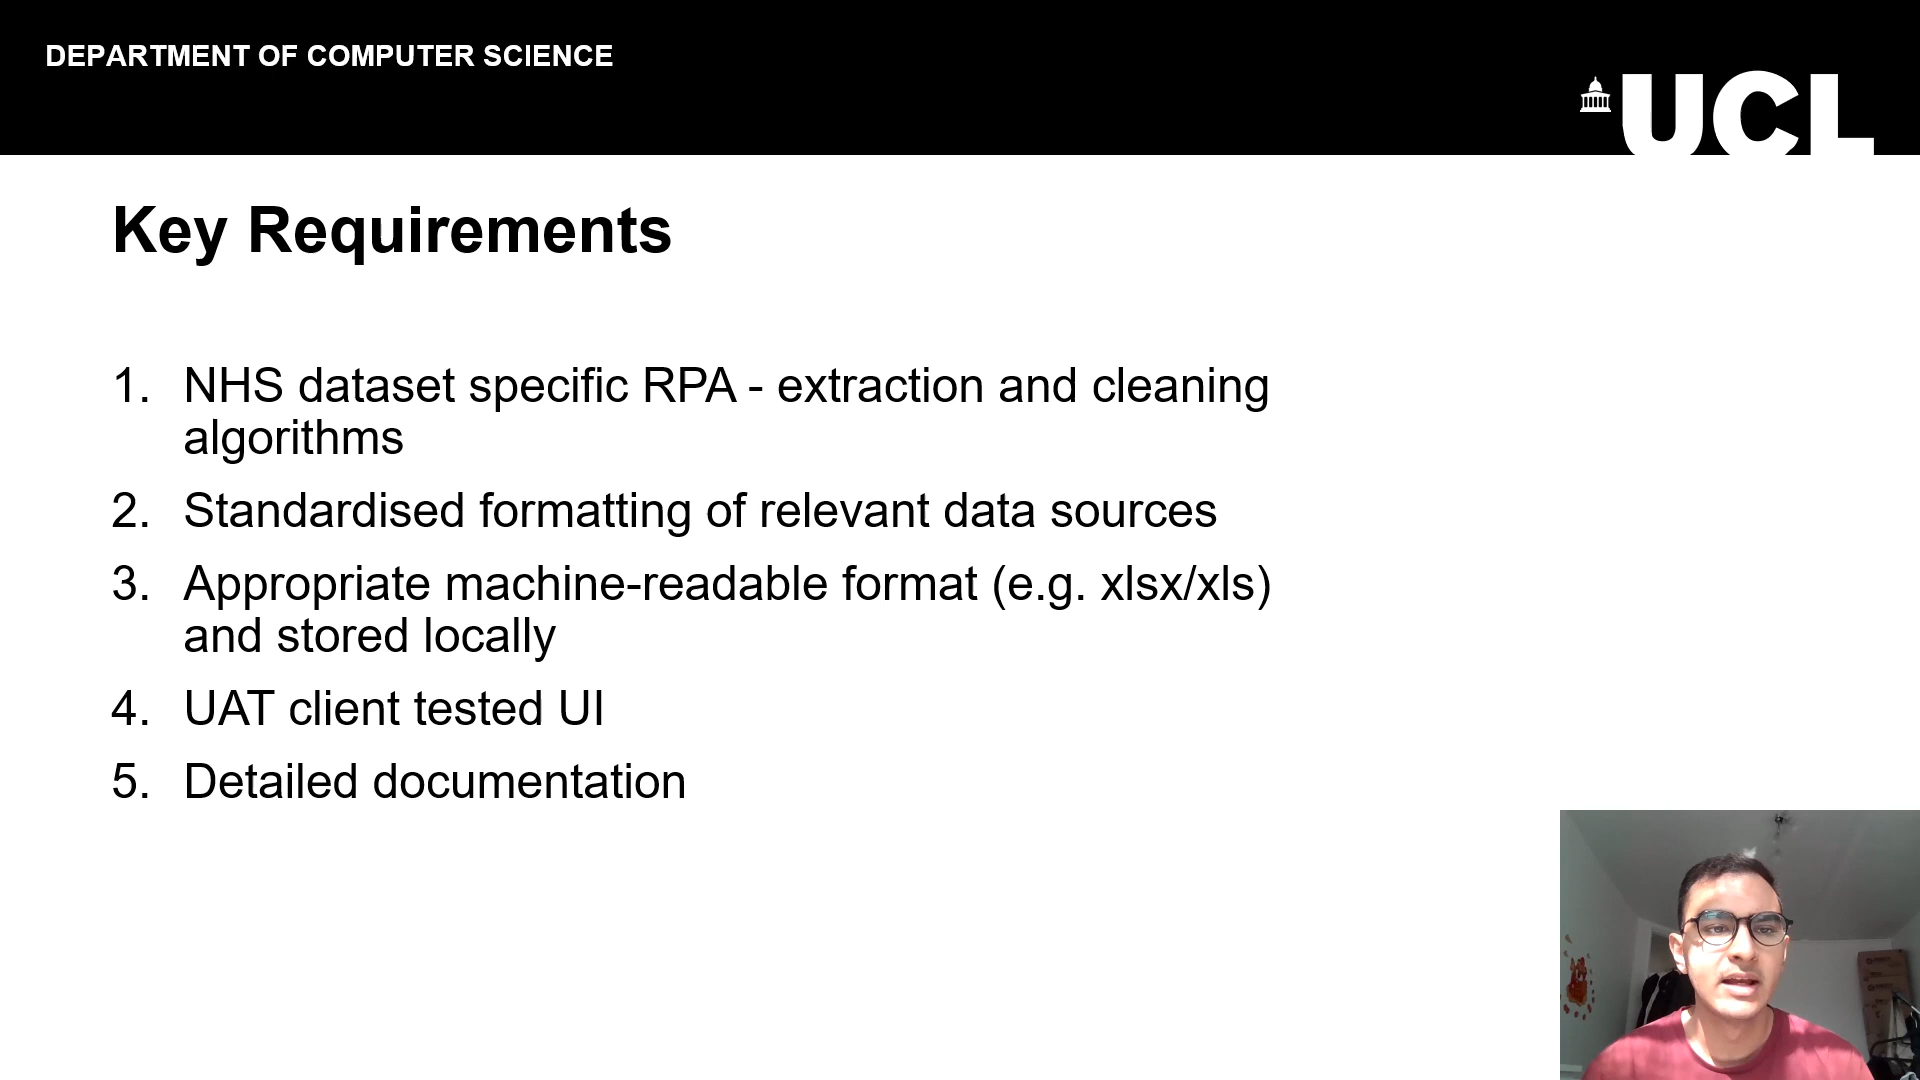 DEPARTMENT OF COMPUTER SCIENCE
UCL
Key Requirements
1. NHS dataset specific RPA - extraction and cleaning
algorithms
2. Standardised formatting of relevant data sources
3. Appropriate machine-readable format (e.g. xlsx/xls)
and stored locally
4. UAT client tested UI
5. Detailed documentation